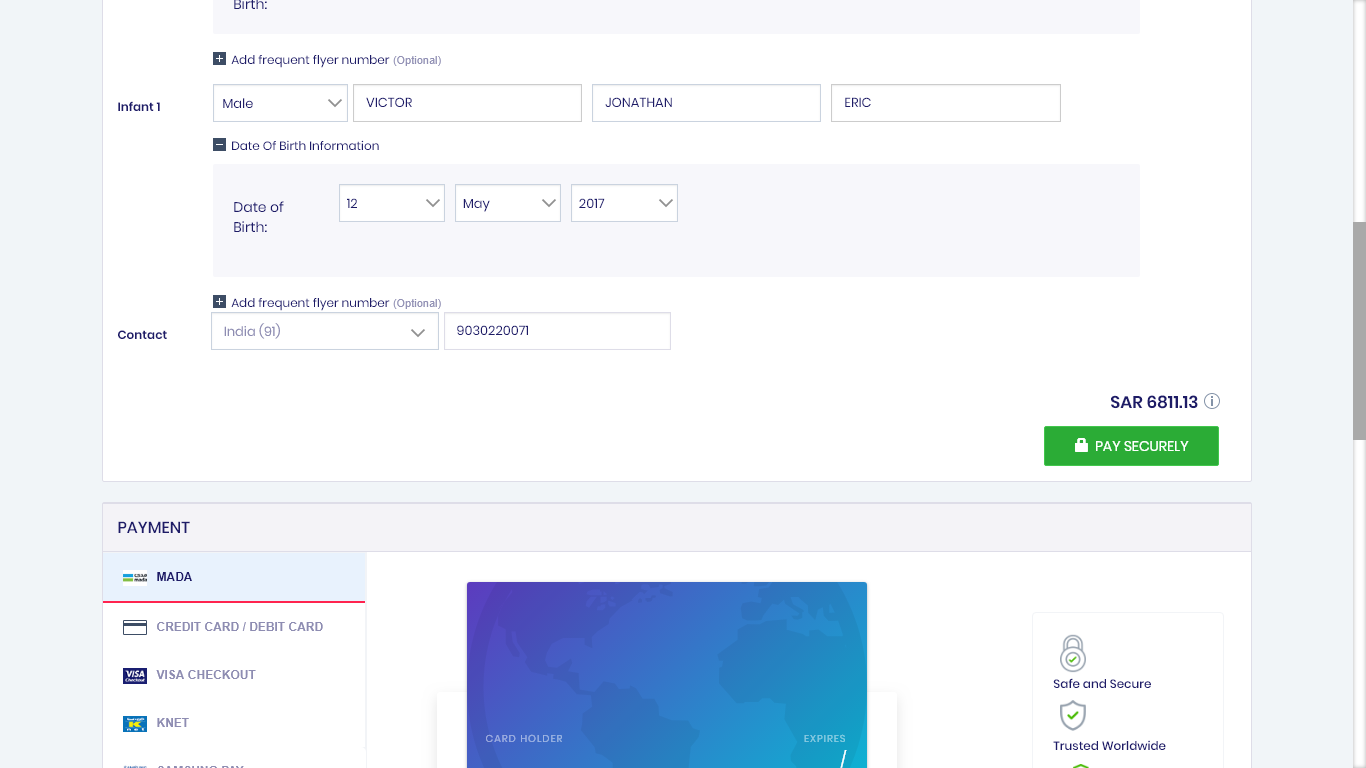 Birth:
Add frequent flyer number (Optional)
Infant 1
Male
VICTOR
JONATHAN
ERIC
Date Of Birth Information
Date of
Birth:
12
May
2017
Add frequent flyer number (Optional)
Contact
India (91)
9030220071
SAR 6811.13
PAY SECURELY
PAYMENT
MADA
CREDIT CARD / DEBIT CARD
VISA CHECKOUT
KNET
SAMSUNG PAY
CARD HOLDER
EXPIRES
/
Safe and Secure
Trusted Worldwide